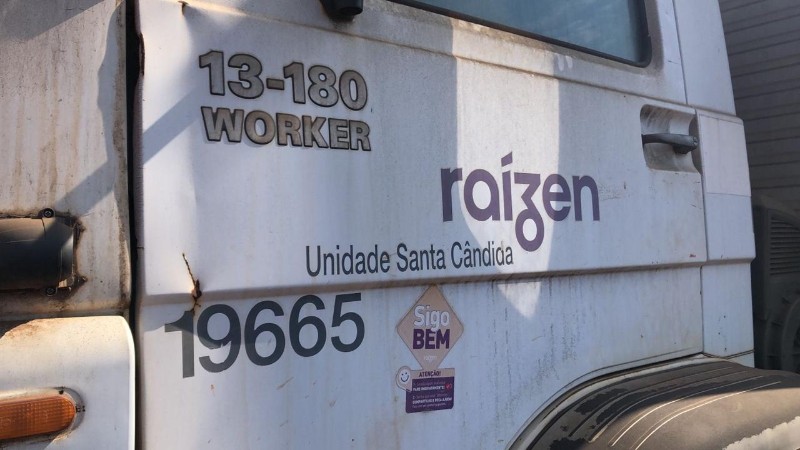 13-180
WORKER
raízen
Unidade Santa Cândida
19665
Sigo
BEM
ATENÇÃO!